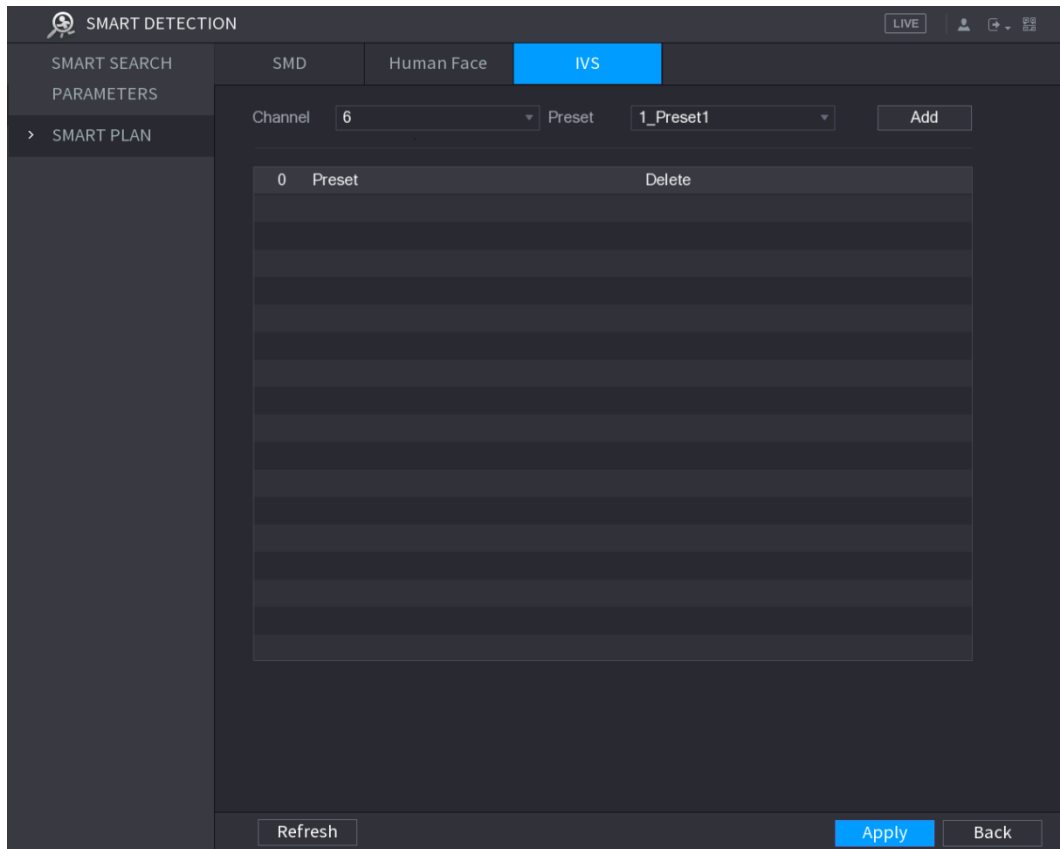 SMART DETECTION LIVE
SMART SEARCH
PARAMETERS
SMART PLAN
SMD Human Face IVS
Channel 6 Preset 1_Preset1 Add
0 Preset Delete
Refresh Apply Back